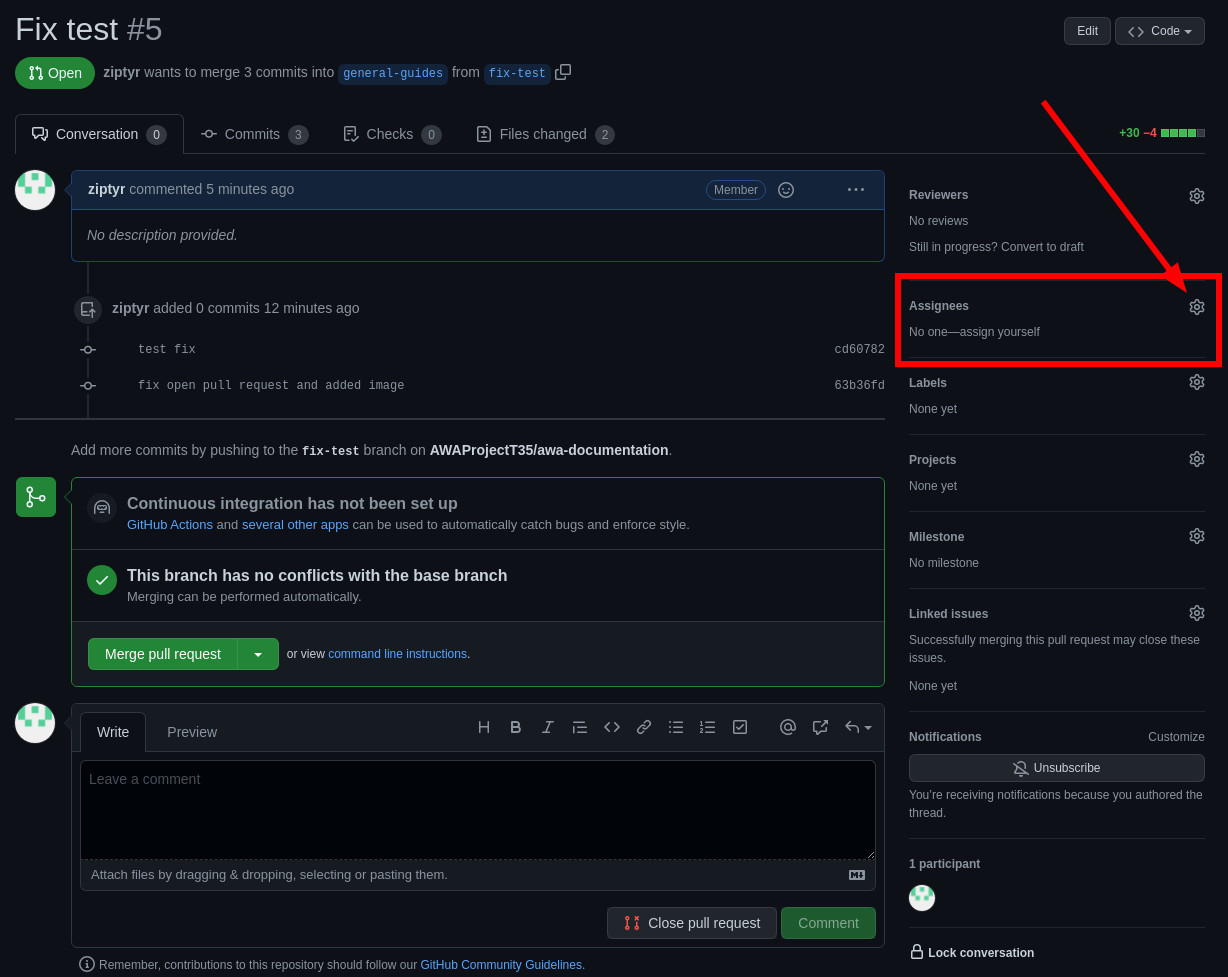 Fix test #5
Edit
Code
Open
ziptyr wants to merge 3 commits into general-guides from fix-test
Conversation 0
Commits 3
Checks 0
Files changed 2
+30 −4
ziptyr commented 5 minutes ago
Member
No description provided.
ziptyr added 0 commits 12 minutes ago
test fix
cd60782
fix open pull request and added image
63b36fd
Add more commits by pushing to the fix-test branch on AWAProjectT35/awa-documentation.
Continuous integration has not been set up
GitHub Actions and several other apps can be used to automatically catch bugs and enforce style.
This branch has no conflicts with the base branch
Merging can be performed automatically.
Merge pull request
or view command line instructions.
Write
Preview
Leave a comment
Attach files by dragging & dropping, selecting or pasting them.
Close pull request
Comment
Remember, contributions to this repository should follow our GitHub Community Guidelines.
Reviewers
No reviews
Still in progress? Convert to draft
Assignees
No one—assign yourself
Labels
None yet
Projects
None yet
Milestone
No milestone
Linked issues
Successfully merging this pull request may close these
issues.
None yet
Notifications
Customize
Unsubscribe
You're receiving notifications because you authored the
thread.
1 participant
Lock conversation